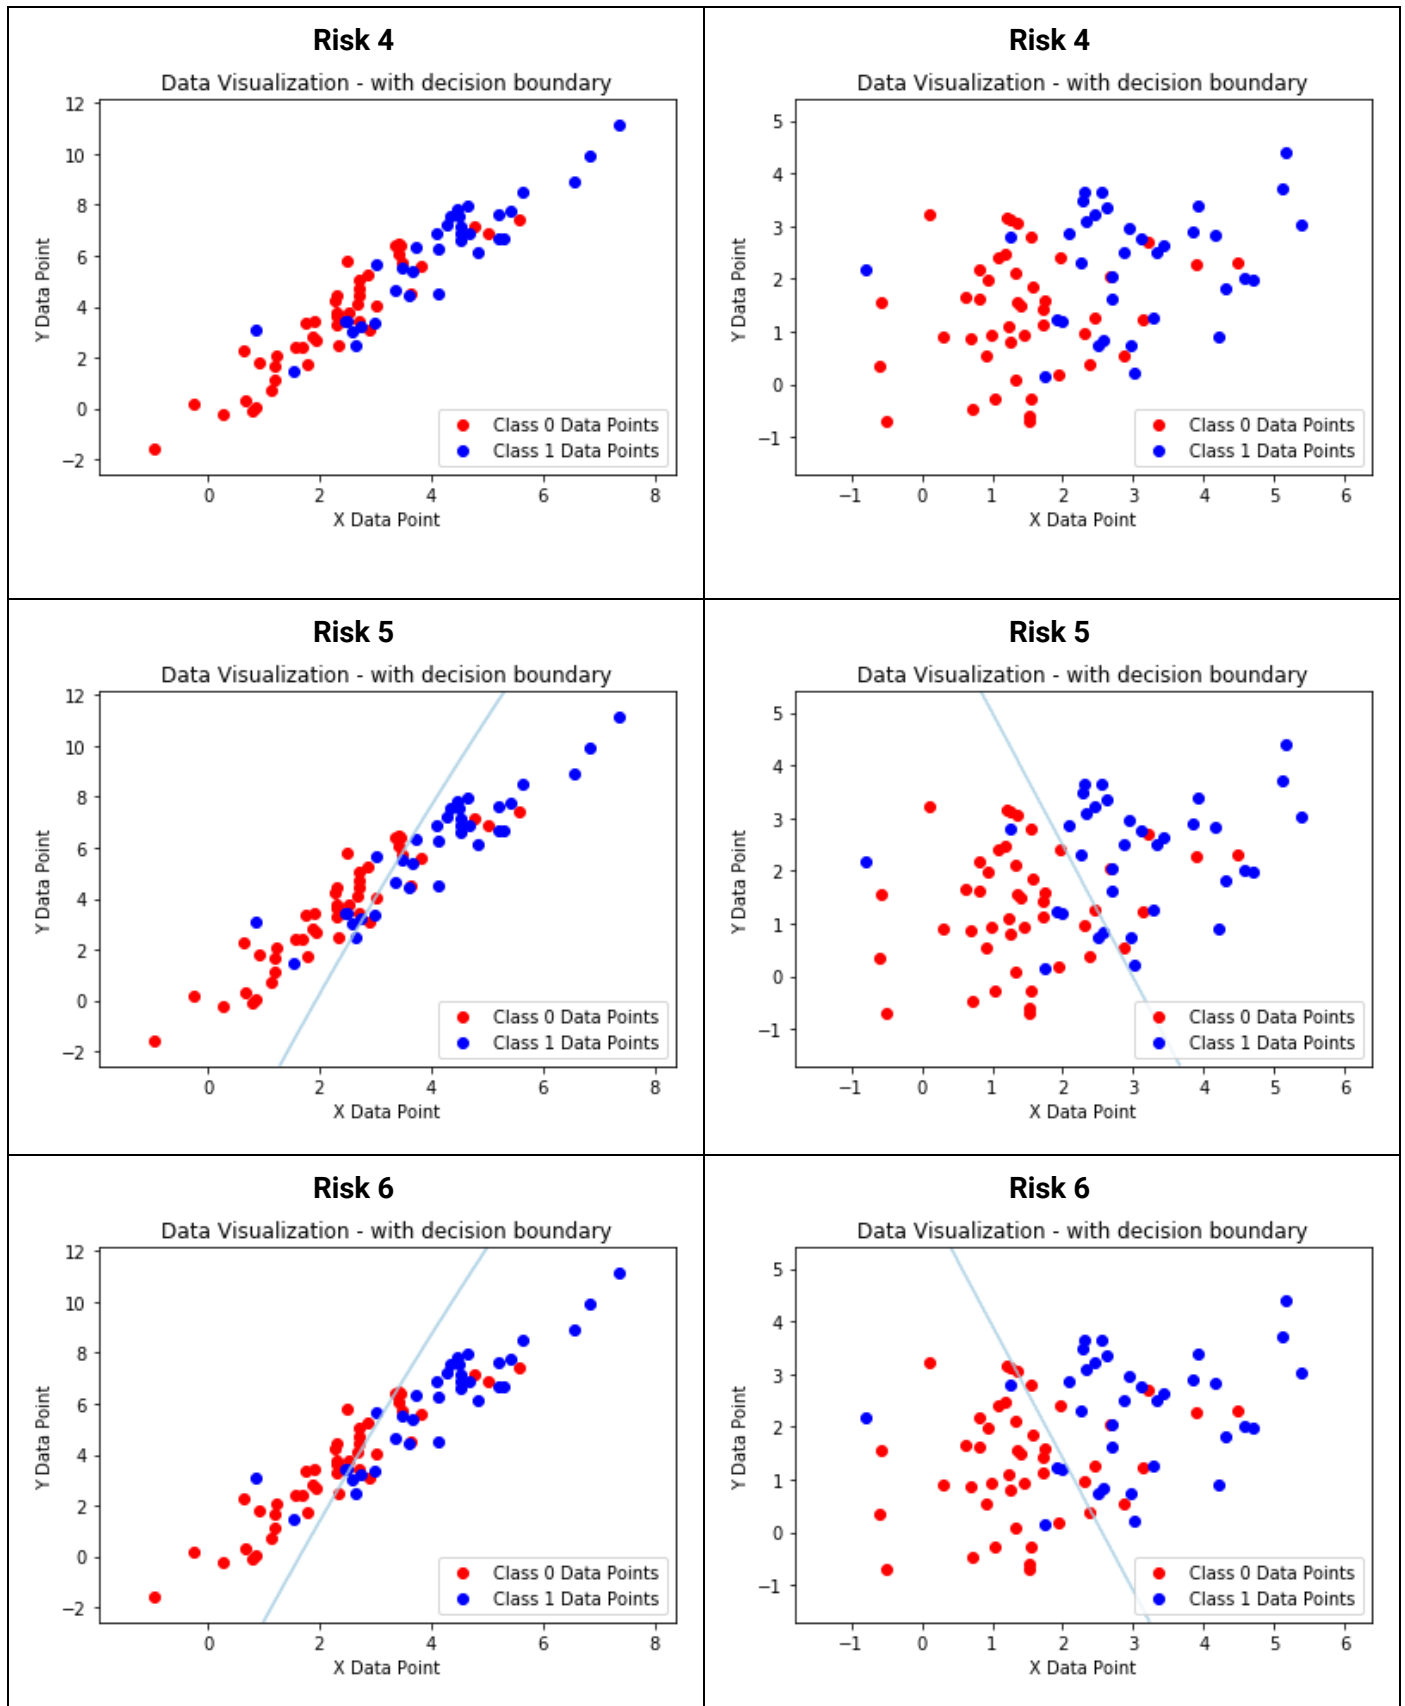 Risk 4
Data Visualization - with decision boundary
12
10
8
6
4
2
0
−2
Y Data Point
Class 0 Data Points
Class 1 Data Points
0 2 4 6 8
X Data Point
Risk 4
Data Visualization - with decision boundary
5
4
3
2
1
0
−1
Y Data Point
Class 0 Data Points
Class 1 Data Points
−1 0 1 2 3 4 5 6
X Data Point
Risk 5
Data Visualization - with decision boundary
12
10
8
6
4
2
0
−2
Y Data Point
Class 0 Data Points
Class 1 Data Points
0 2 4 6 8
X Data Point
Risk 5
Data Visualization - with decision boundary
5
4
3
2
1
0
−1
Y Data Point
Class 0 Data Points
Class 1 Data Points
−1 0 1 2 3 4 5 6
X Data Point
Risk 6
Data Visualization - with decision boundary
12
10
8
6
4
2
0
−2
Y Data Point
Class 0 Data Points
Class 1 Data Points
0 2 4 6 8
X Data Point
Risk 6
Data Visualization - with decision boundary
5
4
3
2
1
0
−1
Y Data Point
Class 0 Data Points
Class 1 Data Points
−1 0 1 2 3 4 5 6
X Data Point